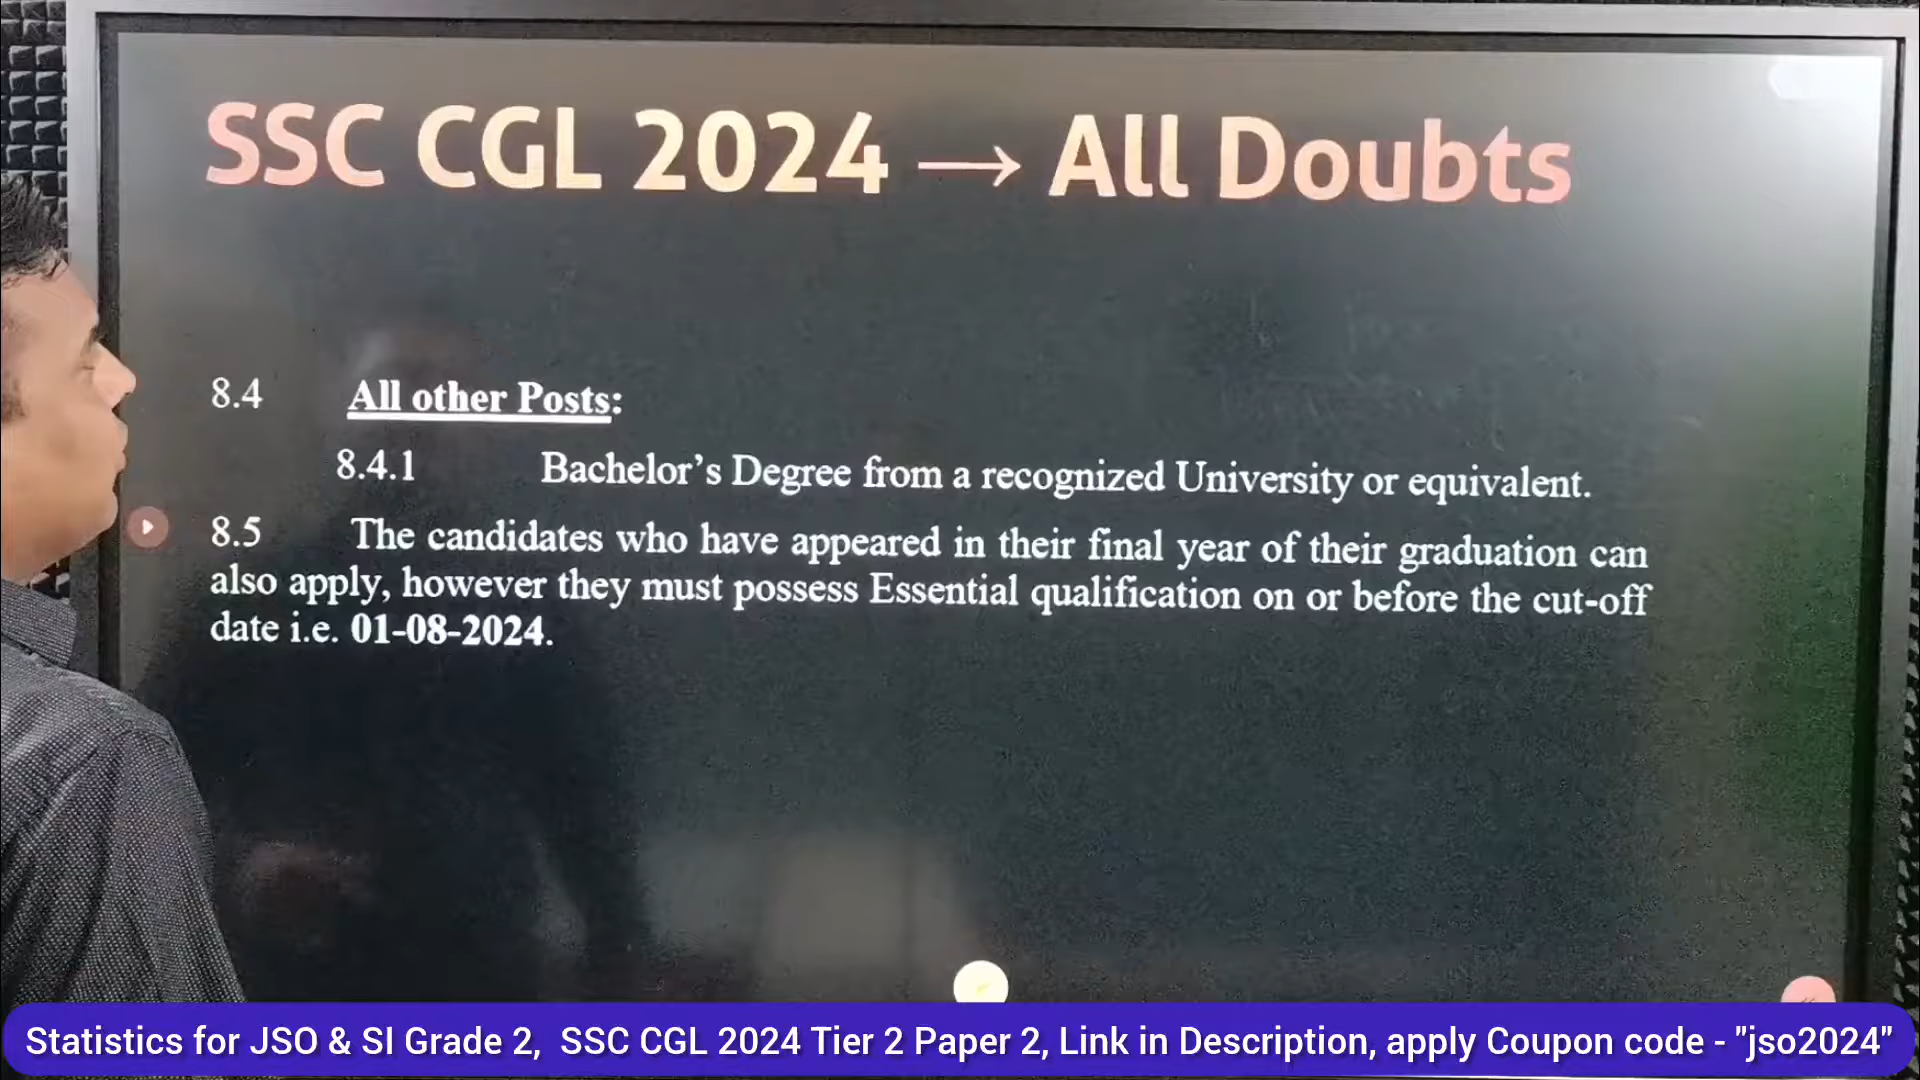 SSC CGL 2024 → All Doubts
8.4 All other Posts:
8.4.1 Bachelor’s Degree from a recognized University or equivalent.
8.5 The candidates who have appeared in their final year of their graduation can
also apply, however they must possess Essential qualification on or before the cut-off
date i.e. 01-08-2024.
Statistics for JSO & SI Grade 2, SSC CGL 2024 Tier 2 Paper 2, Link in Description, apply Coupon code - "jso2024"